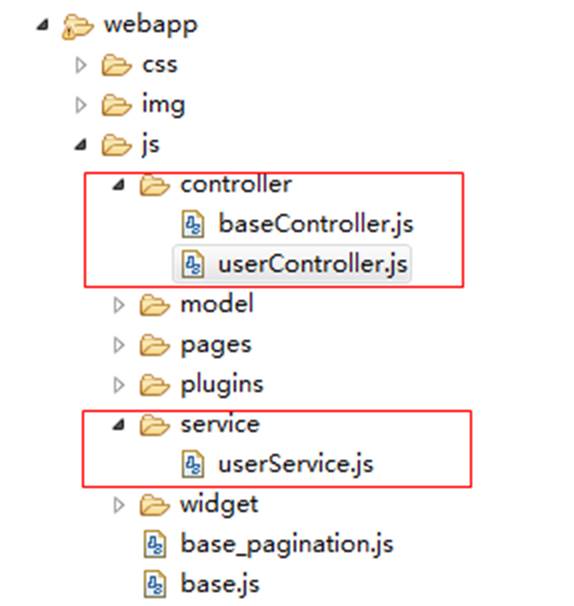 webapp
css
img
js
controller
baseController.js
userController.js
model
pages
plugins
service
userService.js
widget
base_pagination.js
base.js